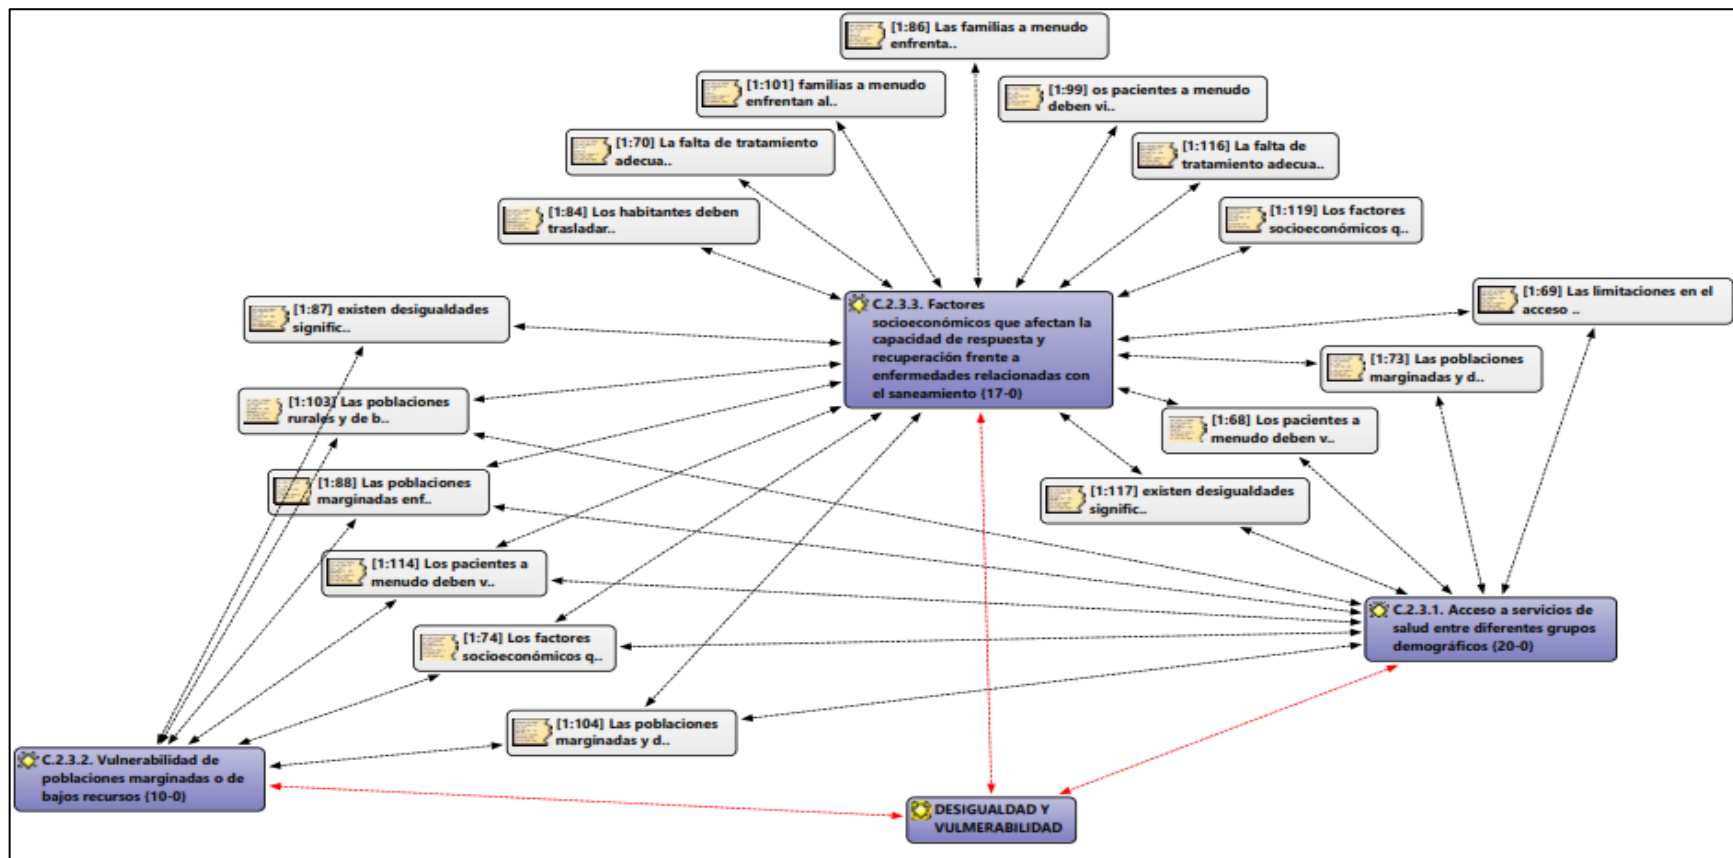 [1:86] Las familias a menudo
enfrenta..
[1:101] familias a menudo
enfrentan al..
[1:99] os pacientes a menudo
deben vi..
[1:70] La falta de tratamiento
adecua..
[1:116] La falta de
tratamiento adecua..
[1:84] Los habitantes deben
trasladar..
[1:119] Los factores
socioeconómicos q..
[1:87] existen desigualdades
signific..
C.2.3.3. Factores
socioeconómicos que afectan la
capacidad de respuesta y
recuperación frente a
enfermedades relacionadas con
el saneamiento {17-0}
[1:69] Las limitaciones en el
acceso ..
[1:73] Las poblaciones
marginadas y d..
[1:103] Las poblaciones
rurales y de b..
[1:68] Los pacientes a
menudo deben v..
[1:88] Las poblaciones
marginadas enf..
[1:117] existen desigualdades
signific..
[1:114] Los pacientes a
menudo deben v..
C.2.3.1. Acceso a servicios de
salud entre diferentes grupos
demográficos {20-0}
[1:74] Los factores
socioeconómicos q..
[1:104] Las poblaciones
marginadas y d..
C.2.3.2. Vulnerabilidad de
poblaciones marginadas o de
bajos recursos {10-0}
DESIGUALDAD Y
VULMERABILIDAD